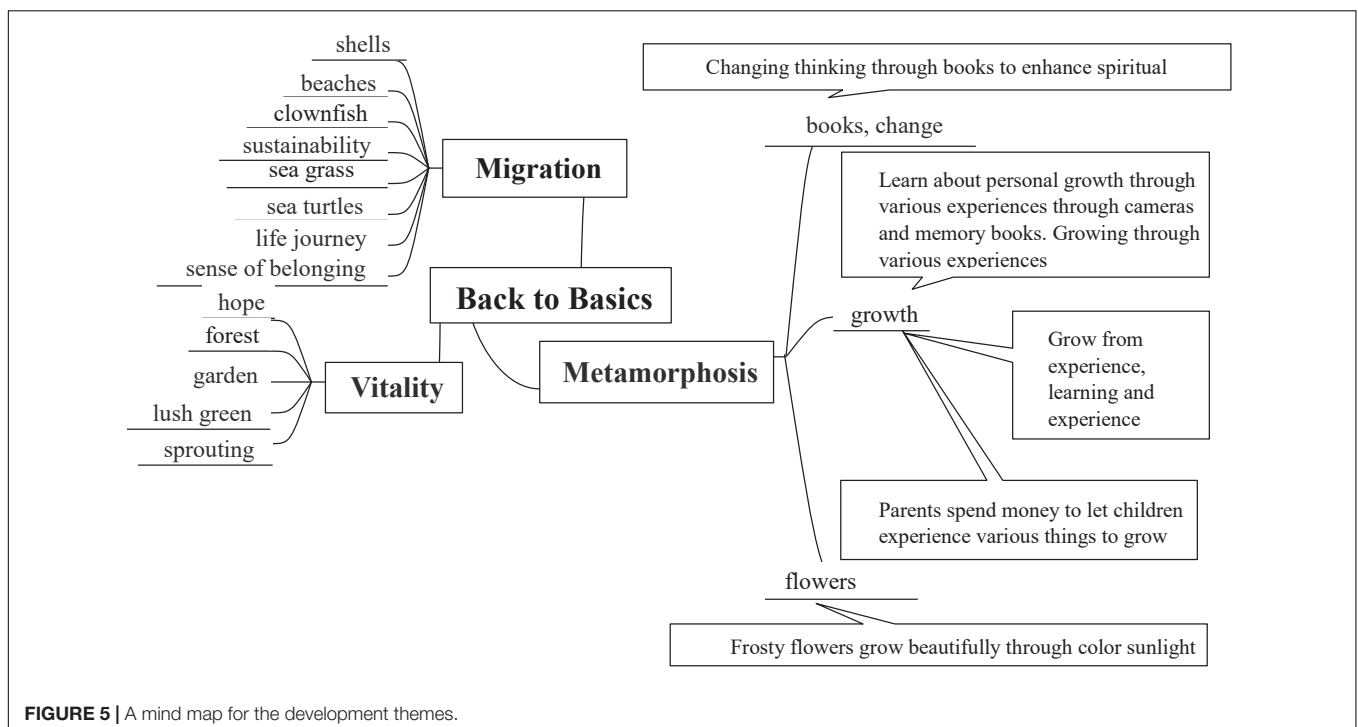 shells
beaches
clownfish
sustainability
sea grass
sea turtles
life journey
sense of belonging
Migration
Back to Basics
hope
forest
garden
lush green
sprouting
Vitality
Metamorphosis
Changing thinking through books to enhance spiritual
books, change
Learn about personal growth through
various experiences through cameras
and memory books. Growing through
various experiences
growth
Grow from
experience,
learning and
experience
Parents spend money to let children
experience various things to grow
flowers
Frosty flowers grow beautifully through color sunlight
FIGURE 5 | A mind map for the development themes.